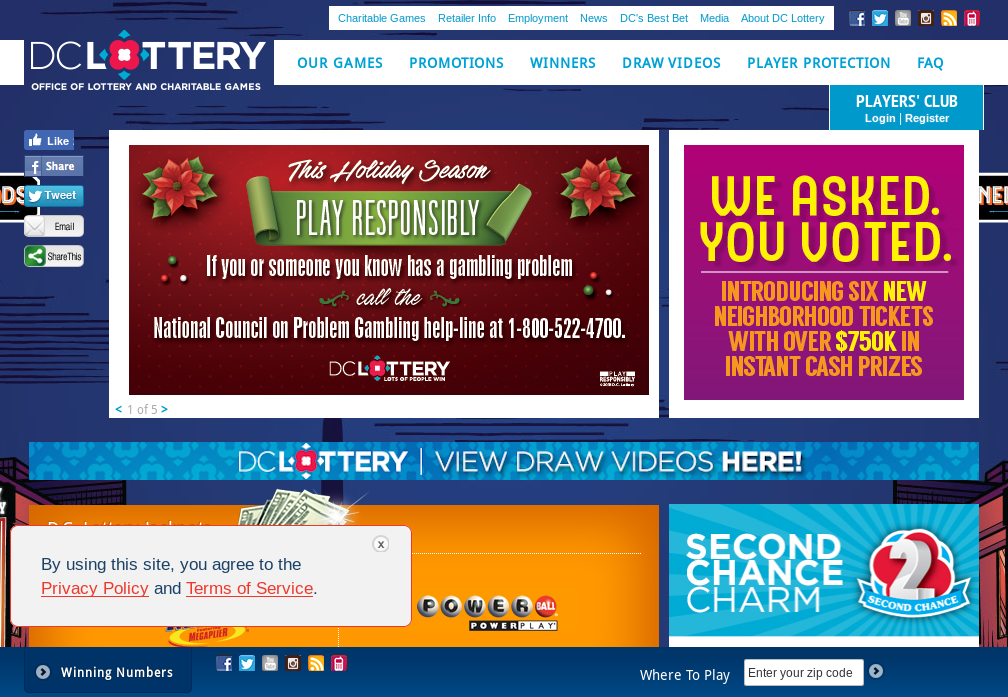 Charitable Games Retailer Info Employment News DC's Best Bet Media About DC Lottery
DC LOTTERY
OFFICE OF LOTTERY AND CHARITABLE GAMES
OUR GAMES PROMOTIONS WINNERS DRAW VIDEOS PLAYER PROTECTION FAQ
PLAYERS' CLUB
Login | Register
Like
Share
Tweet
Email
ShareThis
This Holiday Season
PLAY RESPONSIBLY
If you or someone you know has a gambling problem
call the
National Council on Problem Gambling help-line at 1-800-522-4700.
DC LOTTERY
LOTS OF PEOPLE WIN
PLAY
RESPONSIBLY
< 1 of 5 >
WE ASKED.
YOU VOTED.
INTRODUCING SIX NEW
NEIGHBORHOOD TICKETS
WITH OVER $750K IN
INSTANT CASH PRIZES
DC LOTTERY | VIEW DRAW VIDEOS HERE!
x
By using this site, you agree to the
Privacy Policy and Terms of Service.
MEGAPLIER
POWERBALL
POWERPLAY
SECOND
CHANCE
CHARM
2
SECOND CHANCE
Winning Numbers
Where To Play Enter your zip code